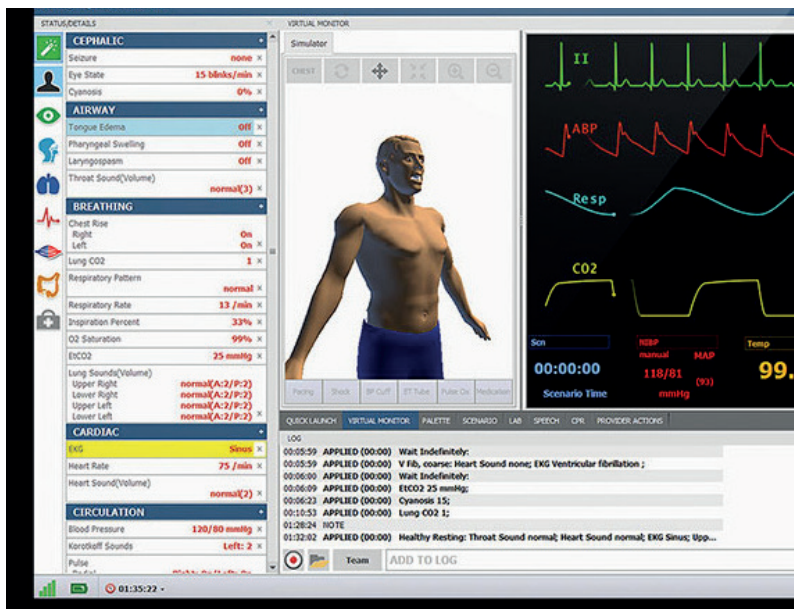 STATUS/DETAILS
CEPHALIC
Seizure none ×
Eye State 15 blinks/min ×
Cyanosis 0% ×
AIRWAY
Tongue Edema Off ×
Pharyngeal Swelling Off ×
Laryngospasm Off ×
Throat Sound(Volume)
normal(3) ×
BREATHING
Chest Rise
Right On
Left On ×
Lung CO2 1 ×
Respiratory Pattern
normal ×
Respiratory Rate 13 /min ×
Inspiration Percent 33% ×
O2 Saturation 99% ×
EtCO2 25 mmHg ×
Lung Sounds(Volume)
Upper Right normal(A:2/P:2)
Lower Right normal(A:2/P:2)
Upper Left normal(A:2/P:2)
Lower Left normal(A:2/P:2) ×
CARDIAC
EKG Sinus ×
Heart Rate 75 /min ×
Heart Sound(Volume)
normal(2) ×
CIRCULATION
Blood Pressure 120/80 mmHg ×
Korotkoff Sounds Left: 2 ×
Pulse
01:35:22
VIRTUAL MONITOR
Simulator
CHEST
Pacing Shock BP Cuff ET Tube Pulse Ox Medication
II
ABP
Resp
CO2
Scn
00:00:00
Scenario Time
NIBP
manual MAP
118/81 (93)
mmHg
Temp
99.
QUICK LAUNCH VIRTUAL MONITOR PALETTE SCENARIO LAB SPEECH CPR PROVIDER ACTIONS
LOG
00:05:59 APPLIED (00:00) Wait Indefinitely:
00:05:59 APPLIED (00:00) V Fib, coarse: Heart Sound none; EKG Ventricular fibrillation ;
00:06:00 APPLIED (00:00) Wait Indefinitely:
00:06:09 APPLIED (00:00) EtCO2 25 mmHg;
00:06:23 APPLIED (00:00) Cyanosis 15;
00:10:53 APPLIED (00:00) Lung CO2 1;
01:28:24 NOTE
01:32:02 APPLIED (00:00) Healthy Resting: Throat Sound normal; Heart Sound normal; EKG Sinus; Upp...
Team ADD TO LOG